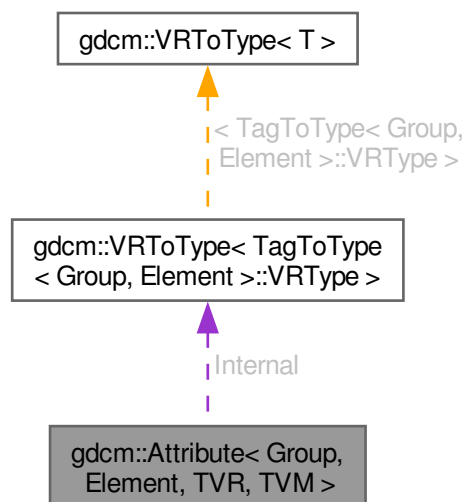 gdcm::VRToType< T >
< TagToType< Group,
Element >::VRType >
gdcm::VRToType< TagToType
< Group, Element >::VRType >
Internal
gdcm::Attribute< Group,
Element, TVR, TVM >